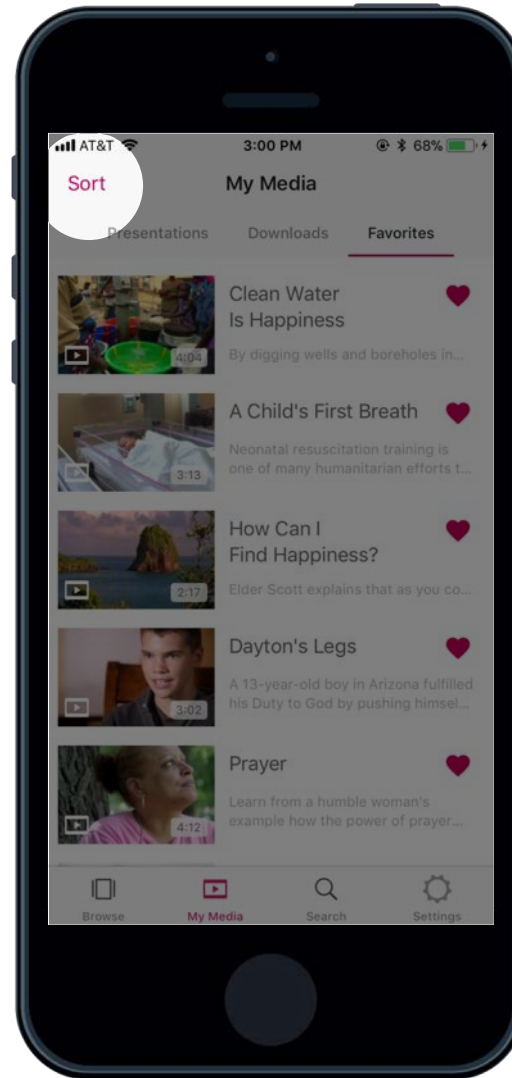 AT&T 3:00 PM 68%
Sort My Media
Presentations Downloads Favorites
Clean Water
Is Happiness
4:04
By digging wells and boreholes in...
A Child's First Breath
3:13
Neonatal resuscitation training is
one of many humanitarian efforts t...
How Can I
Find Happiness?
2:17
Elder Scott explains that as you co...
Dayton's Legs
3:02
A 13-year-old boy in Arizona fulfilled
his Duty to God by pushing himsel...
Prayer
4:12
Learn from a humble woman's
example how the power of prayer...
Browse My Media Search Settings